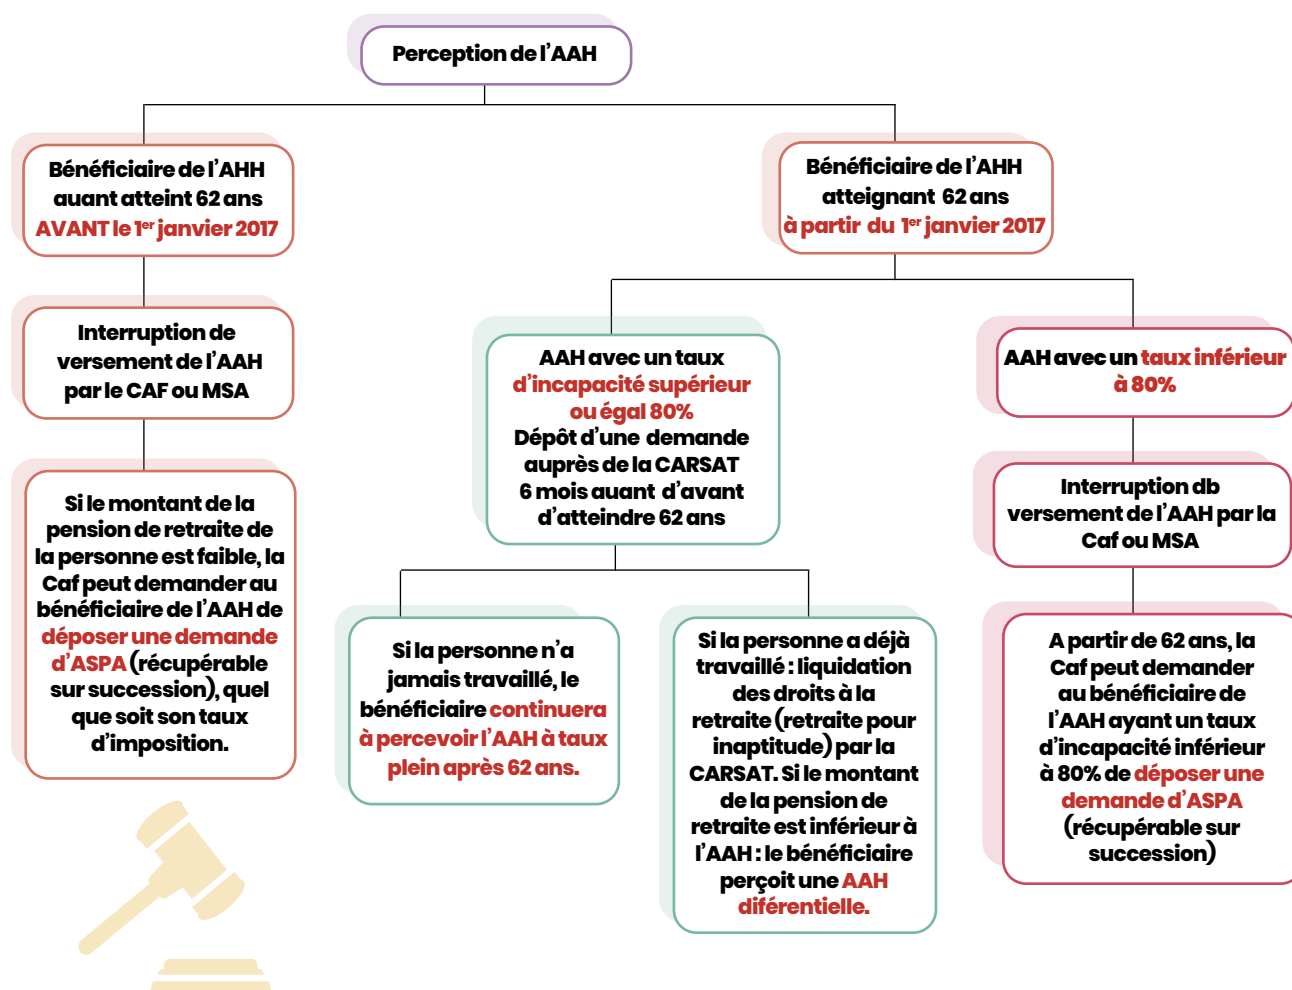 Perception de l'AAH
Bénéficiaire de l'AHH
auant atteint 62 ans
AVANT le 1er janvier 2017
Interruption de
versement de l'AAH
par le CAF ou MSA
Si le montant de la
pension de retraite de
la personne est faible, la
Caf peut demander au
bénéficiaire de l'AAH de
déposer une demande
d'ASPA (récupérable
sur succession), quel
que soit son taux
d'imposition.
Bénéficiaire de l'AHH
atteignant 62 ans
à partir du 1er janvier 2017
AAH avec un taux
d'incapacité supérieur
ou égal 80%
Dépôt d'une demande
auprès de la CARSAT
6 mois auant d'avant
d'atteindre 62 ans
Si la personne n'a
jamais travaillé, le
bénéficiaire continuera
à percevoir l'AAH à taux
plein après 62 ans.
Si la personne a déjà
travaillé : liquidation
des droits à la
retraite (retraite pour
inaptitude) par la
CARSAT. Si le montant
de la pension de
retraite est inférieur à
l'AAH : le bénéficiaire
perçoit une AAH
diférentielle.
AAH avec un taux inférieur
à 80%
Interruption db
versement de l'AAH par la
Caf ou MSA
A partir de 62 ans, la
Caf peut demander
au bénéficiaire de
l'AAH ayant un taux
d'incapacité inférieur
à 80% de déposer une
demande d'ASPA
(récupérable sur
succession)